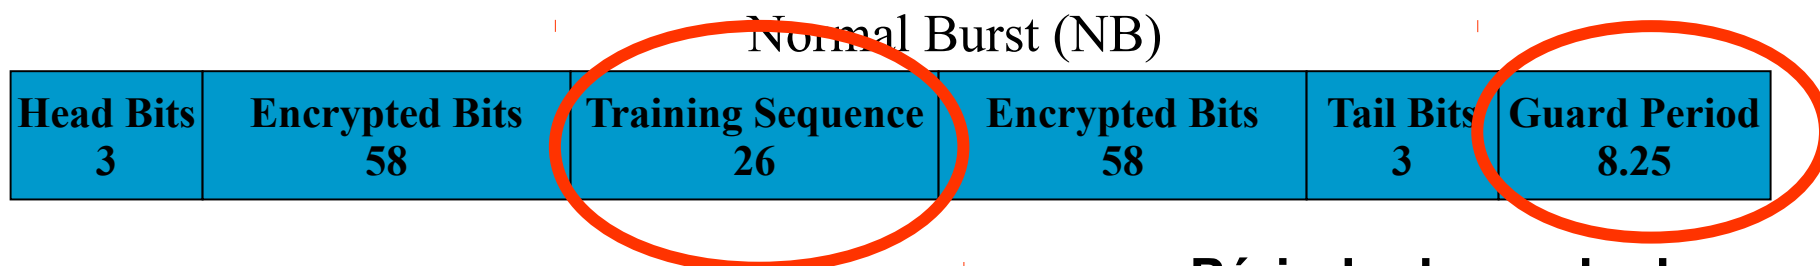 Normal Burst (NB)
Head Bits Encrypted Bits Training Sequence Encrypted Bits Tail Bits Guard Period
3 58 26 58 3 8.25